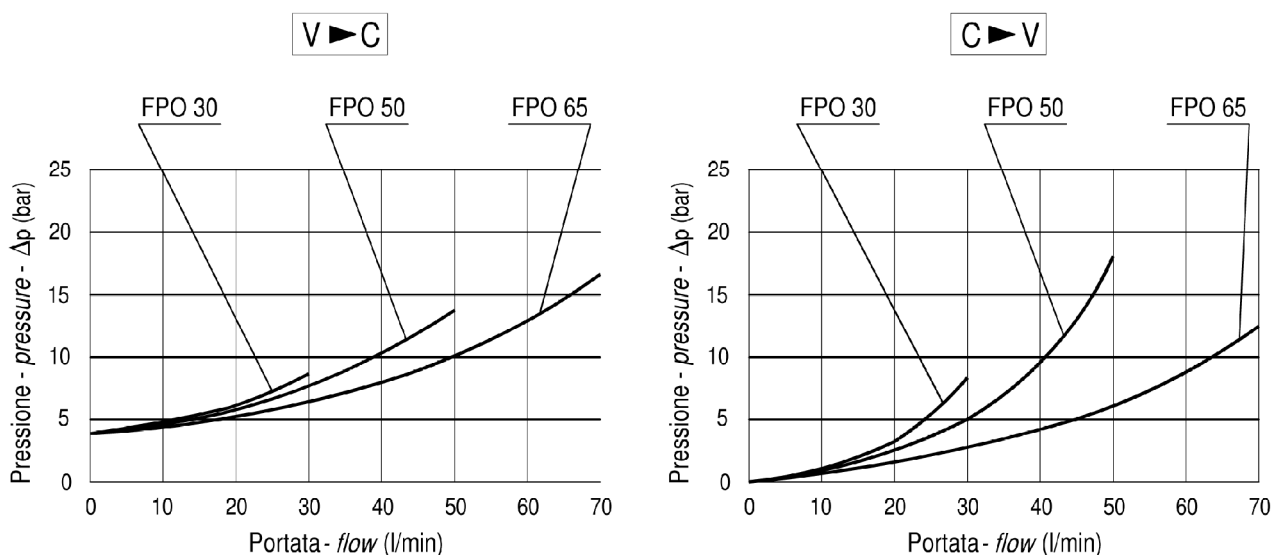 V ► C
FPO 30 FPO 50 FPO 65
25
20
15
10
5
0
Pressione - pressure - Δp (bar)
0 10 20 30 40 50 60 70
Portata - flow (l/min)
C ► V
FPO 30 FPO 50 FPO 65
25
20
15
10
5
0
Pressione - pressure - Δp (bar)
0 10 20 30 40 50 60 70
Portata - flow (l/min)